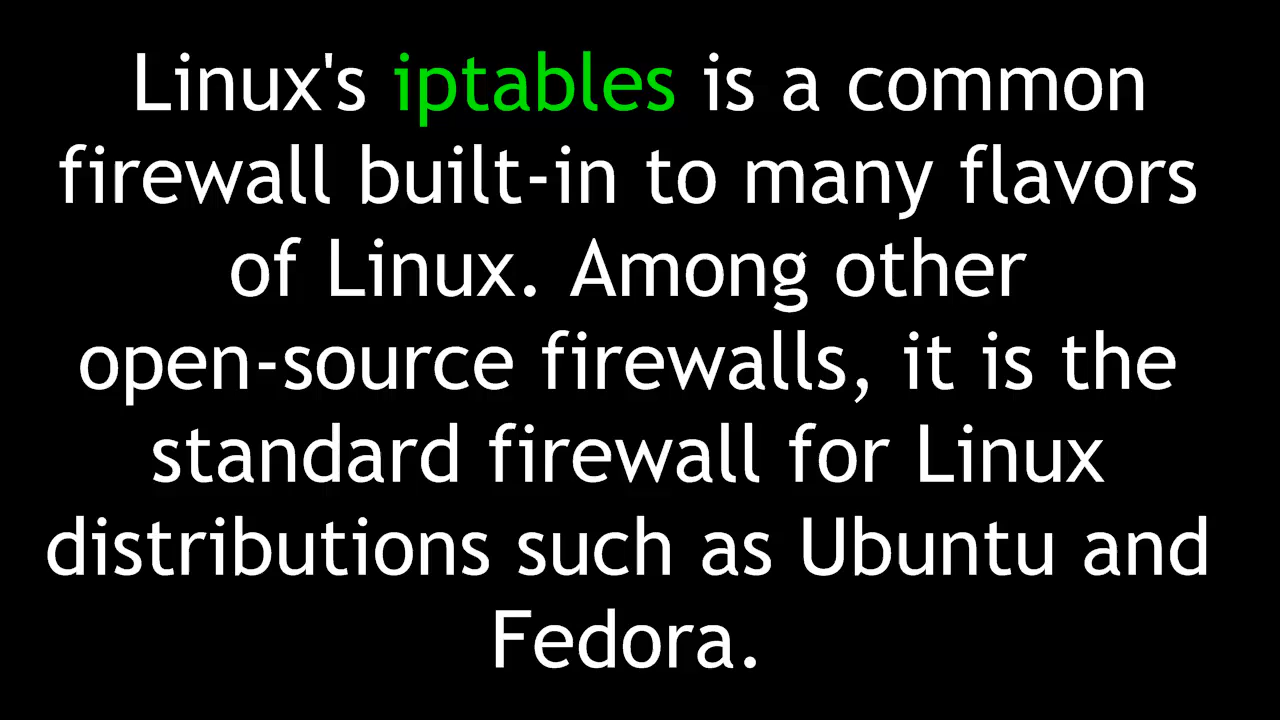 Linux's iptables is a common
firewall built-in to many flavors
of Linux. Among other
open-source firewalls, it is the
standard firewall for Linux
distributions such as Ubuntu and
Fedora.